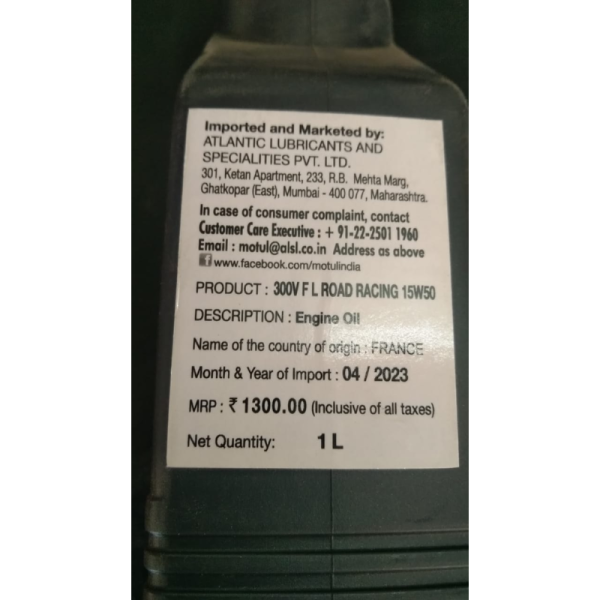 Imported and Marketed by:
ATLANTIC LUBRICANTS AND
SPECIALITIES PVT. LTD.
301, Ketan Apartment, 233, R.B. Mehta Marg,
Ghatkopar (East), Mumbai - 400 077, Maharashtra.
In case of consumer complaint, contact
Customer Care Executive : + 91-22-2501 1960
Email : motul@alsl.co.in Address as above
f www.facebook.com/motulindia
PRODUCT : 300V F L ROAD RACING 15W50
DESCRIPTION : Engine Oil
Name of the country of origin : FRANCE
Month & Year of Import : 04 / 2023
MRP : ₹ 1300.00 (Inclusive of all taxes)
Net Quantity: 1 L